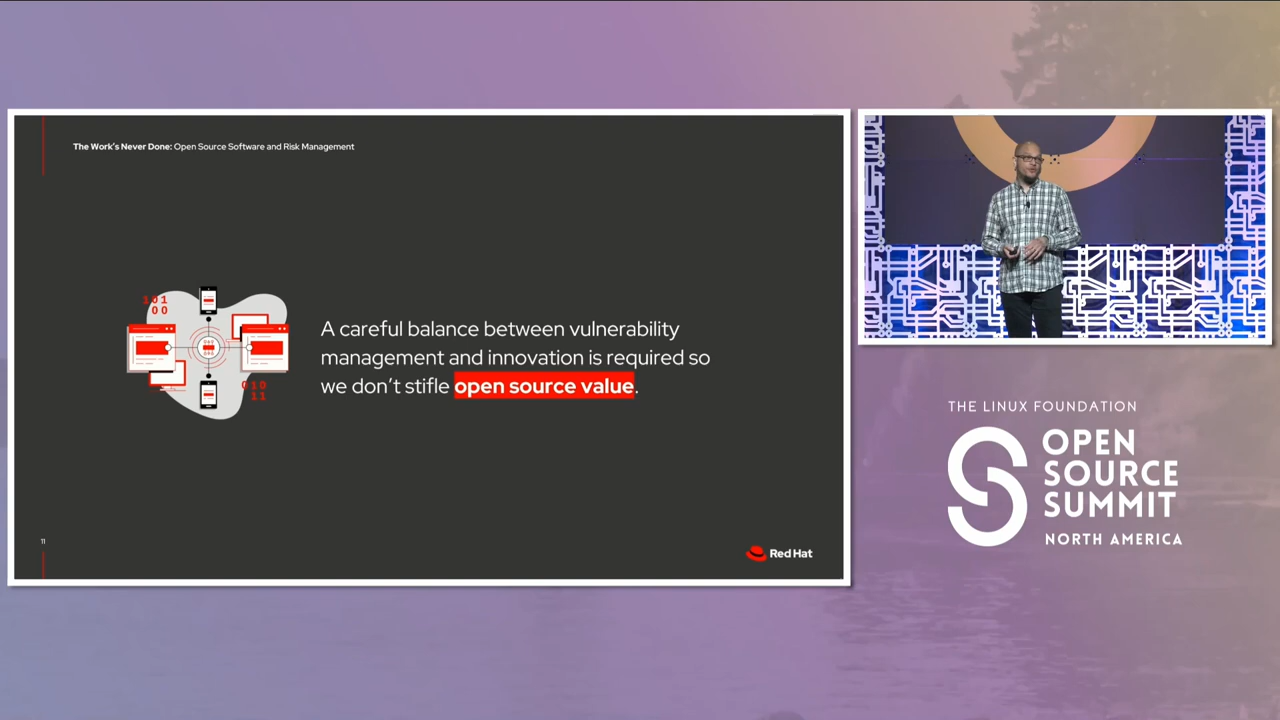 The Work's Never Done: Open Source Software and Risk Management
101
00
010
11
A careful balance between vulnerability
management and innovation is required so
we don't stifle open source value.
11
Red Hat
THE LINUX FOUNDATION
OPEN
SOURCE
SUMMIT
NORTH AMERICA